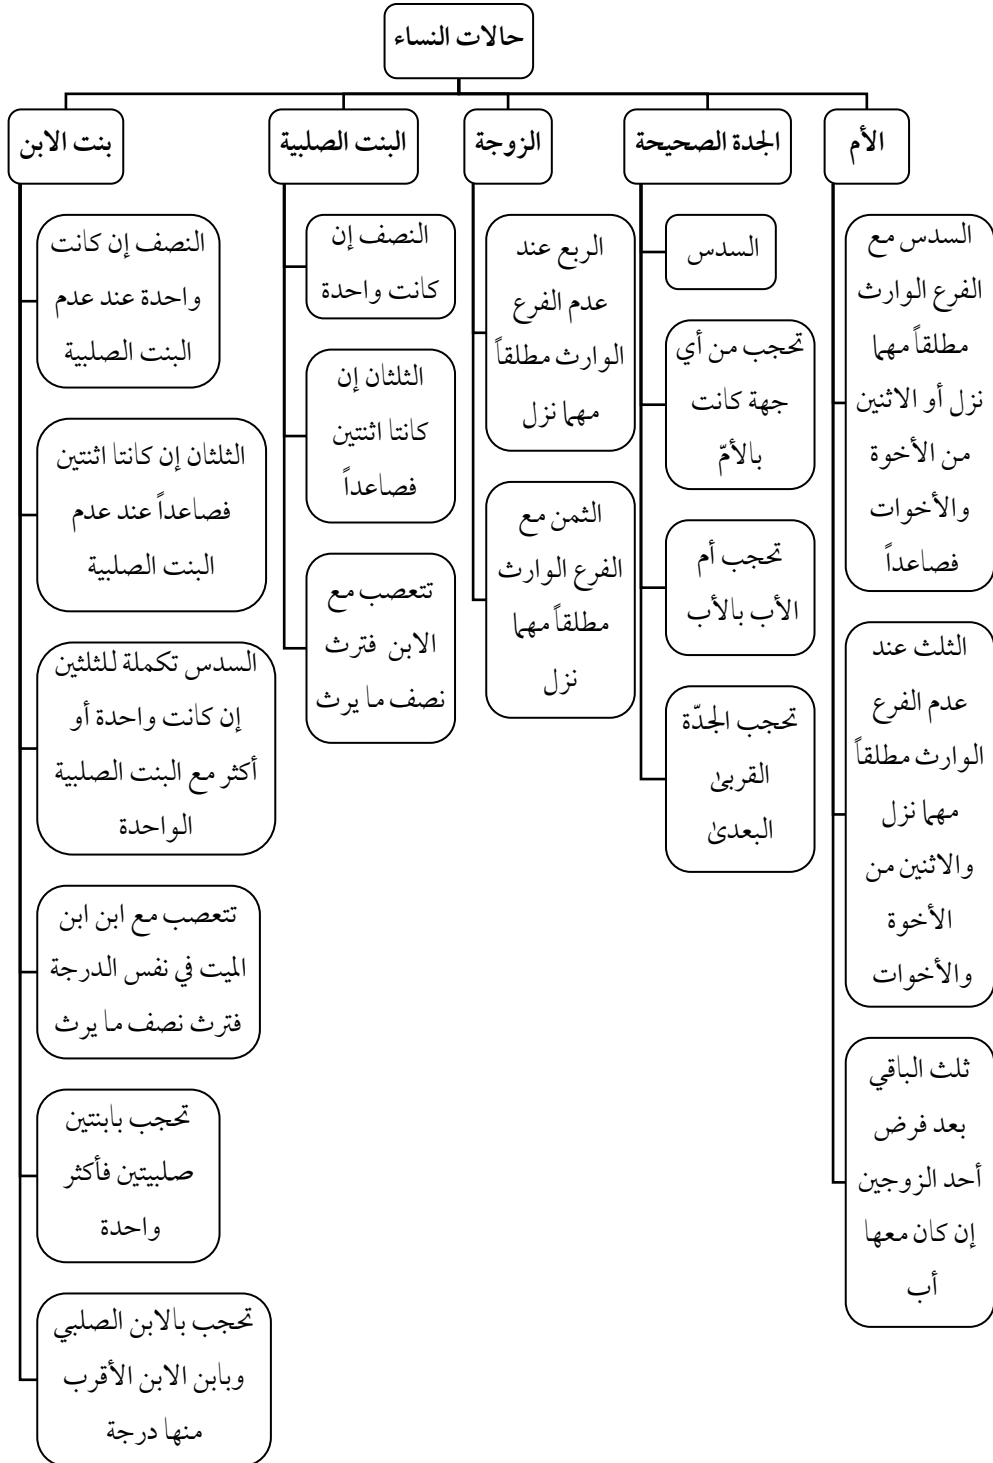 حالات النساء
الأم
الجدة الصحيحة
الزوجة
البنت الصلبية
بنت الابن
السدس مع
الفرع الوارث
مطلقاً مهما
نزل أو الاثنين
من الأخوة
والأخوات
فصاعداً
الثلث عند
عدم الفرع
الوارث مطلقاً
مهما نزل
والاثنين من
الأخوة
والأخوات
ثلث الباقي
بعد فرض
أحد الزوجين
إن كان معها
أب
السدس
تحجب من أي
جهة كانت
بالأمّ
تحجب أم
الأب بالأب
تحجب الجدّة
القربىٰ
البعدىٰ
الربع عند
عدم الفرع
الوارث مطلقاً
مهما نزل
الثمن مع
الفرع الوارث
مطلقاً مهما
نزل
النصف إن
كانت واحدة
الثلثان إن
كانتا اثنتين
فصاعداً
تتعصب مع
الابن فترث
نصف ما يرث
النصف إن كانت
واحدة عند عدم
البنت الصلبية
الثلثان إن كانتا اثنتين
فصاعداً عند عدم
البنت الصلبية
السدس تكملة للثلثين
إن كانت واحدة أو
أكثر مع البنت الصلبية
الواحدة
تتعصب مع ابن ابن
الميت في نفس الدرجة
فترث نصف ما يرث
تحجب بابنتين
صلبيتين فأكثر
واحدة
تحجب بالابن الصلبي
وبابن الابن الأقرب
منها درجة